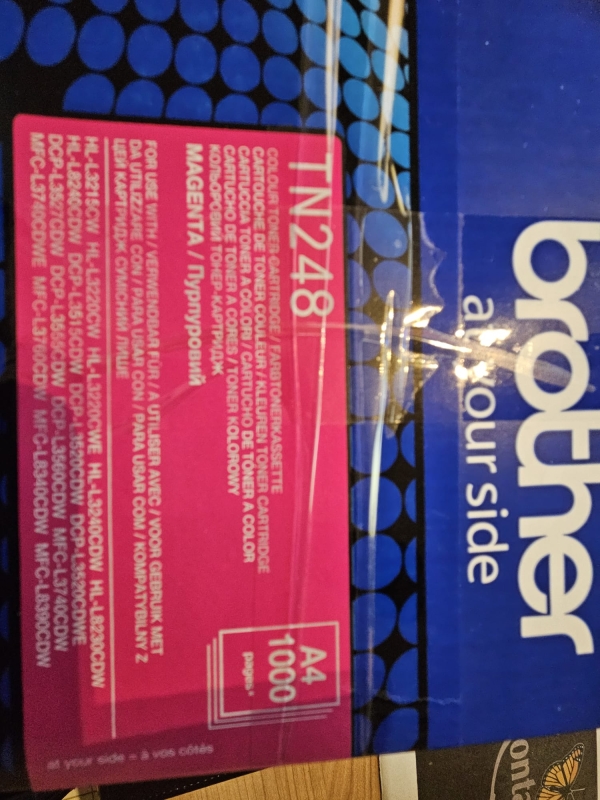 brother
at your side
TN248
COLOUR TONER CARTRIDGE / FARBTONERKASSETTE
CARTOUCHE DE TONER COULEUR / KLEUREN TONER CARTRIDGE
CARTUCCIA TONER A COLORI / CARTUCHO DE TONER A COLOR
CARTUCHO DE TONER A CORES / TONER KOLOROWY
КОЛЬОРОВИЙ ТОНЕР-КАРТРИДЖ
MAGENTA / Пурпуровий
A4
1000
pages*
FOR USE WITH / VERWENDBAR FÜR / À UTILISER AVEC / VOOR GEBRUIK MET
DA UTILIZZARE CON / PARA USAR CON / PARA USAR COM / KOMPATYBILNY Z
ЦЕЙ КАРТРИДЖ СУМІСНИЙ ЛИШЕ
HL-L3215CW HL-L3220CW HL-L3220CWE HL-L3240CDW HL-L8230CDW
HL-L8240CDW DCP-L3515CDW DCP-L3520CDW DCP-L3520CDWE
DCP-L3527CDW DCP-L3555CDW DCP-L3560CDW MFC-L3740CDW
MFC-L3740CDWE MFC-L3760CDW MFC-L8340CDW MFC-L8390CDW
at your side = à vos côtés